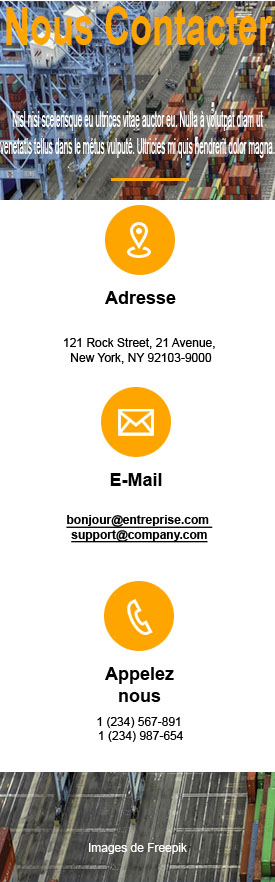 Nous Contacter
Nisl nisi scelerisque eu ultrices vitae auctor eu. Nulla à volutpat diam ut
venetatis tellus dans le métus vulputé. Ultrices mi quis hendrerit dolor magna.
Adresse
121 Rock Street, 21 Avenue,
New York, NY 92103-9000
E-Mail
bonjour@entreprise.com
support@company.com
Appelez
nous
1 (234) 567-891
1 (234) 987-654
Images de Freepik